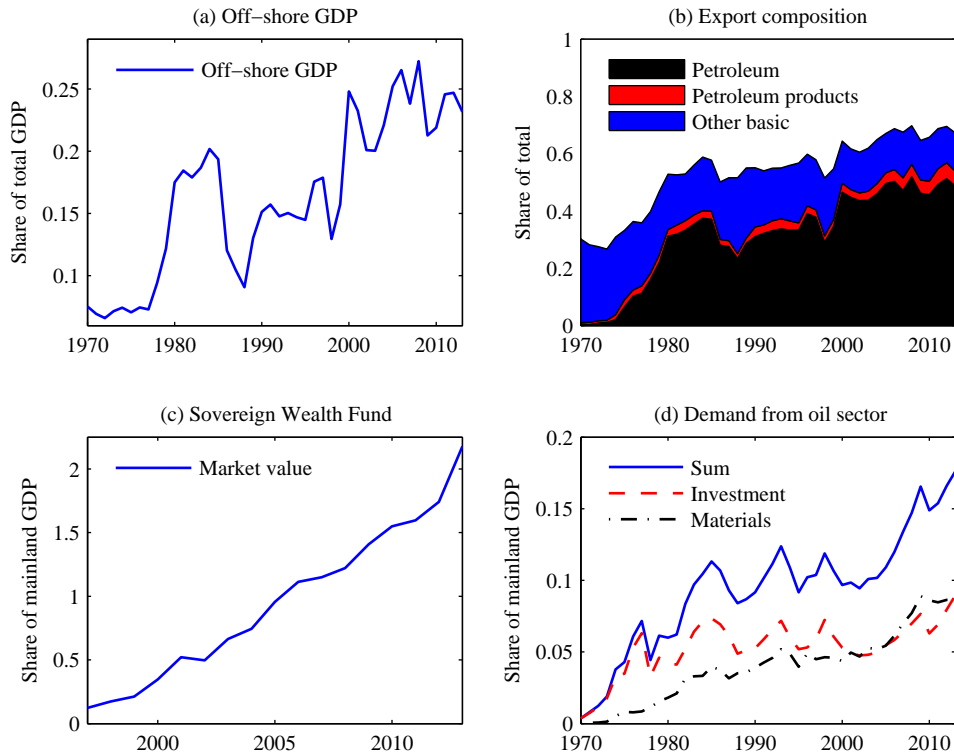 (a) Off−shore GDP
Share of total GDP
Off−shore GDP
0.25
0.2
0.15
0.1
1970 1980 1990 2000 2010
(b) Export composition
Share of total
Petroleum
Petroleum products
Other basic
1
0.8
0.6
0.4
0.2
0
1970 1980 1990 2000 2010
(c) Sovereign Wealth Fund
Share of mainland GDP
Market value
2
1.5
1
0.5
0
2000 2005 2010
(d) Demand from oil sector
Share of mainland GDP
Sum
Investment
Materials
0.2
0.15
0.1
0.05
0
1970 1980 1990 2000 2010